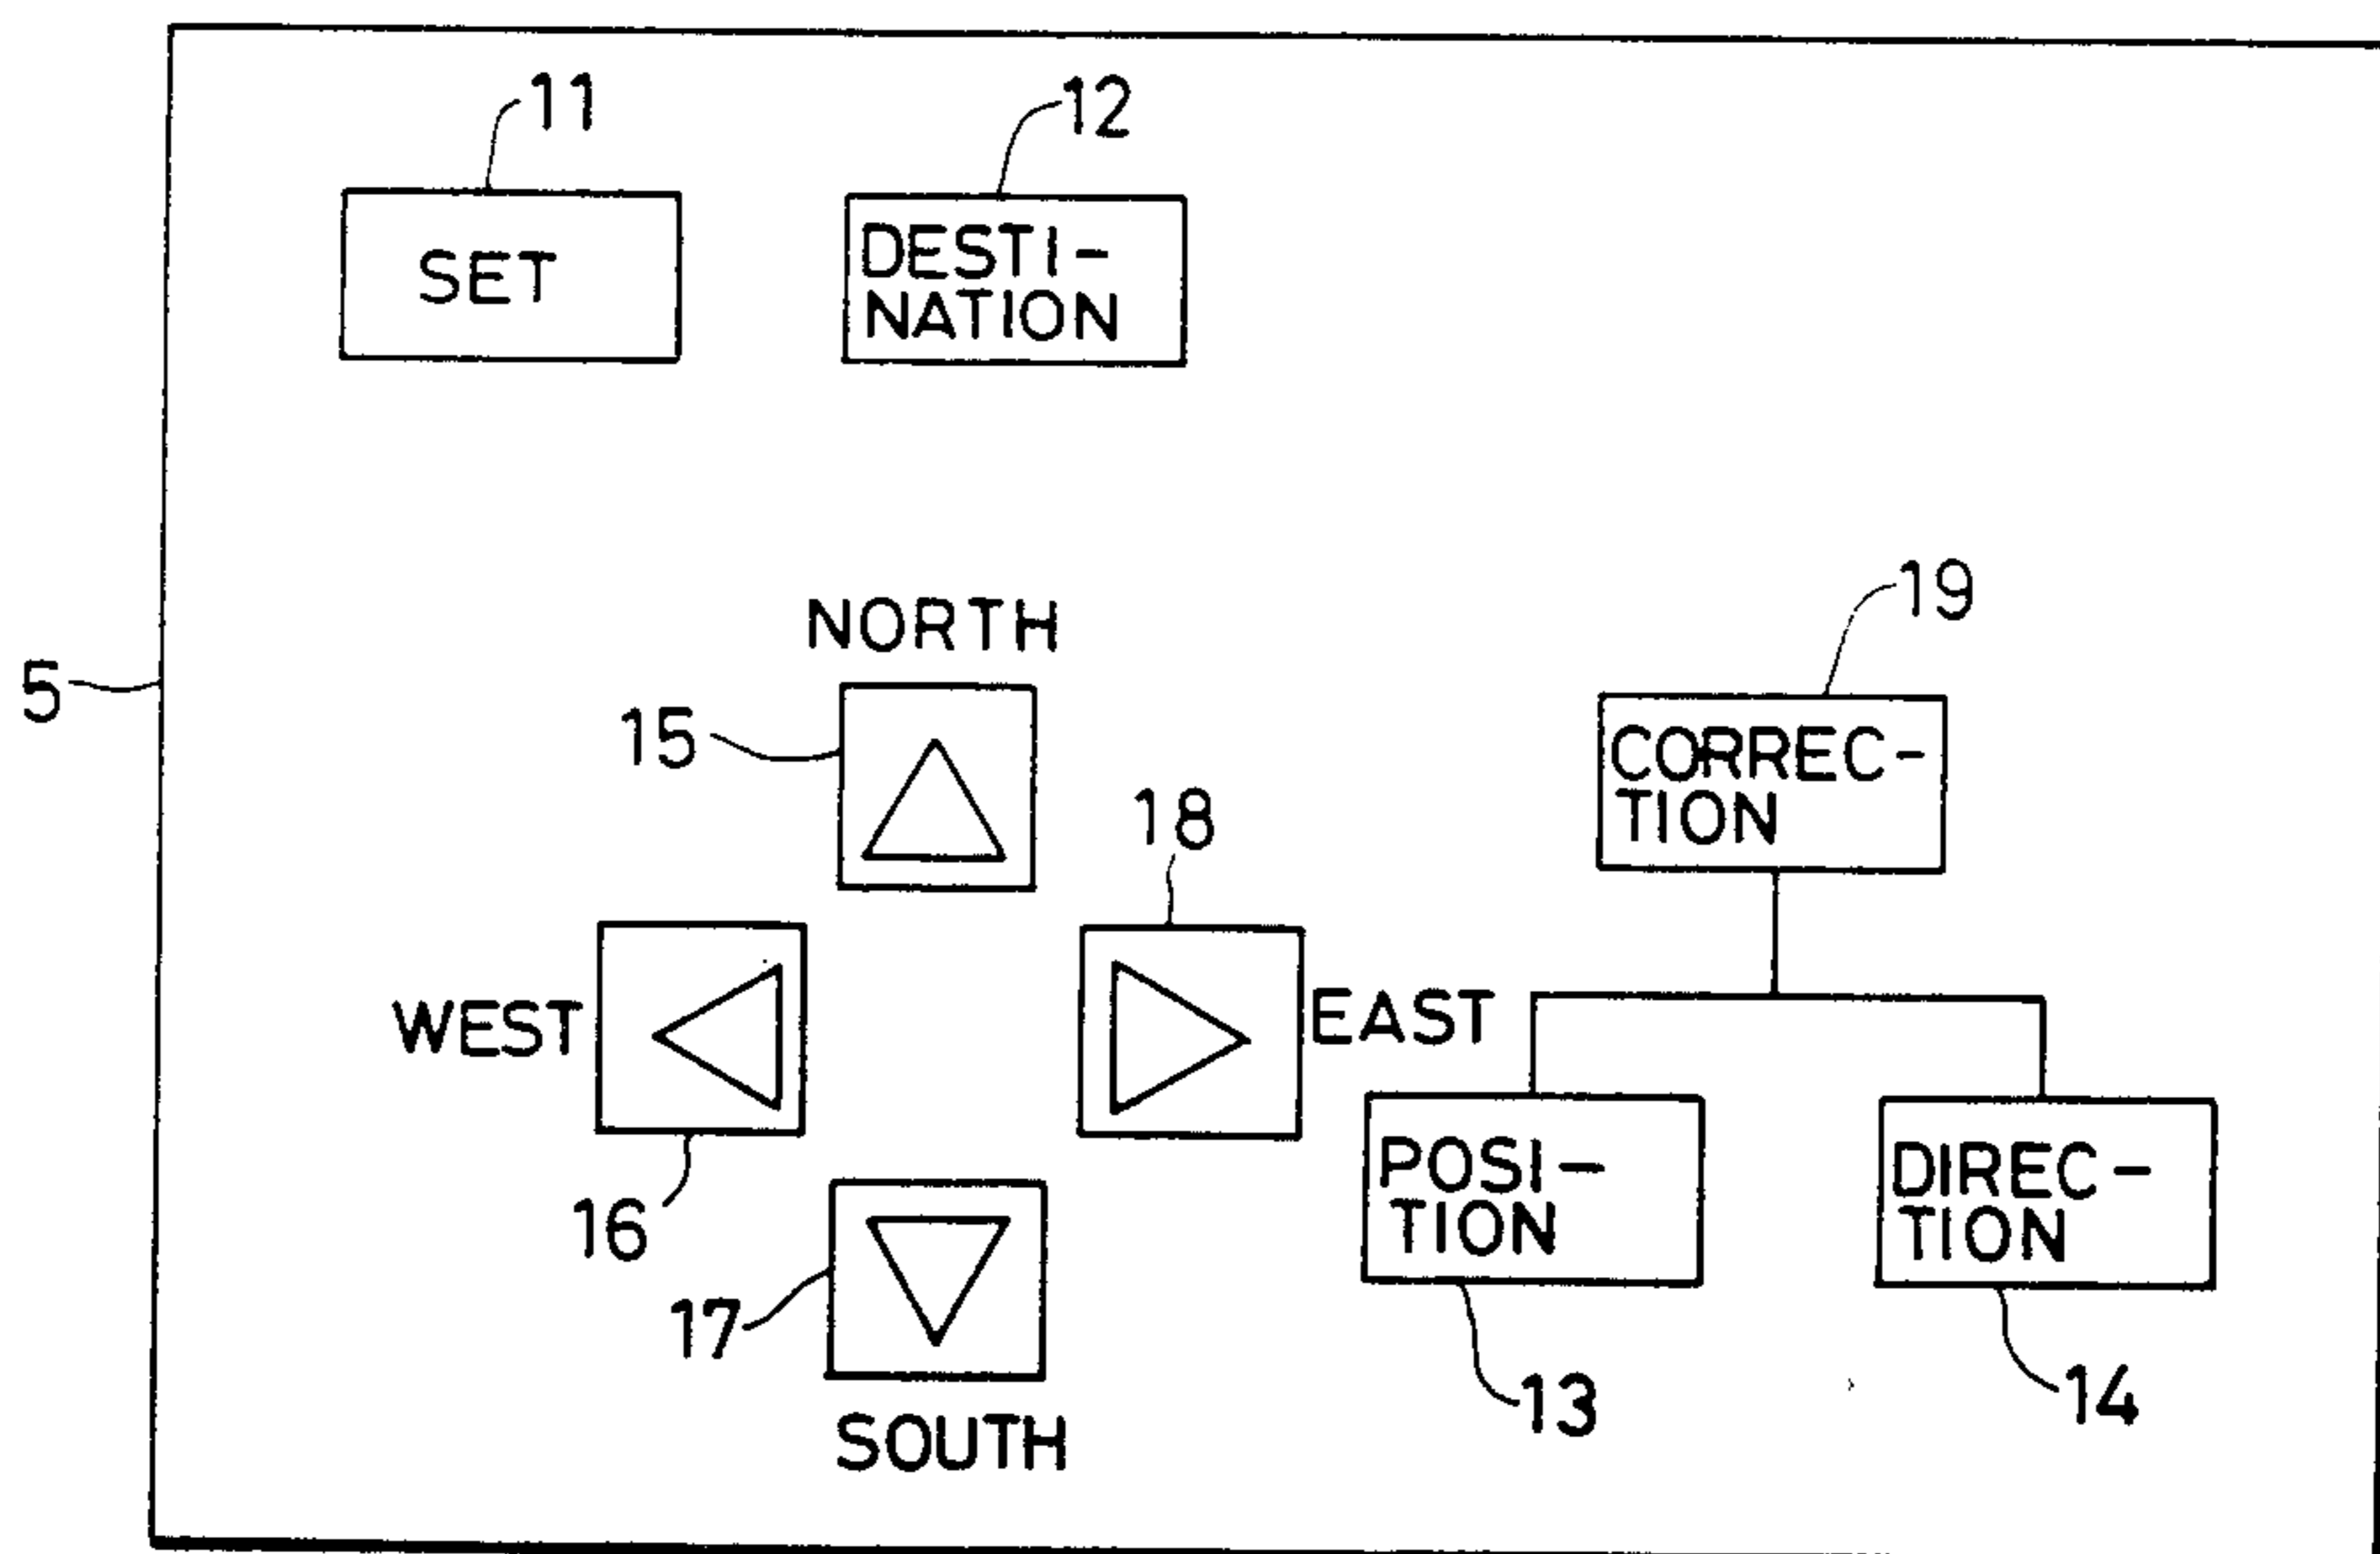 11
12
SET
DESTI-
NATION
NORTH
19
5
15
CORREC-
TION
18
WEST
EAST
POSI-
TION
DIREC-
TION
16
17
13
14
SOUTH